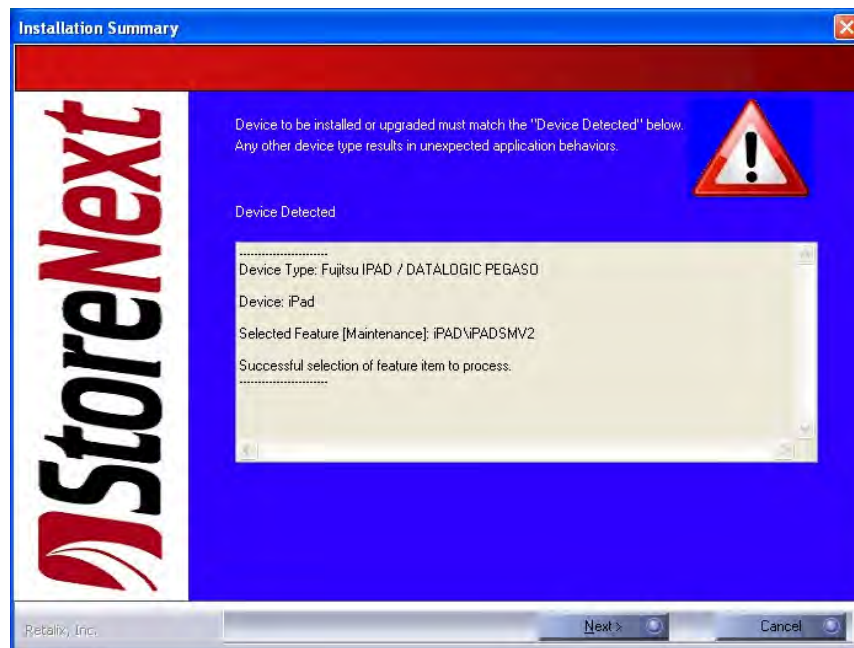 Installation Summary
StoreNext
Device to be installed or upgraded must match the "Device Detected" below.
Any other device type results in unexpected application behaviors.
Device Detected
------------------------
Device Type: Fujitsu IPAD / DATALOGIC PEGASO
Device: iPad
Selected Feature [Maintenance]: iPAD\iPADSMV2
Successful selection of feature item to process.
------------------------
Retalix, Inc.
Next >
Cancel